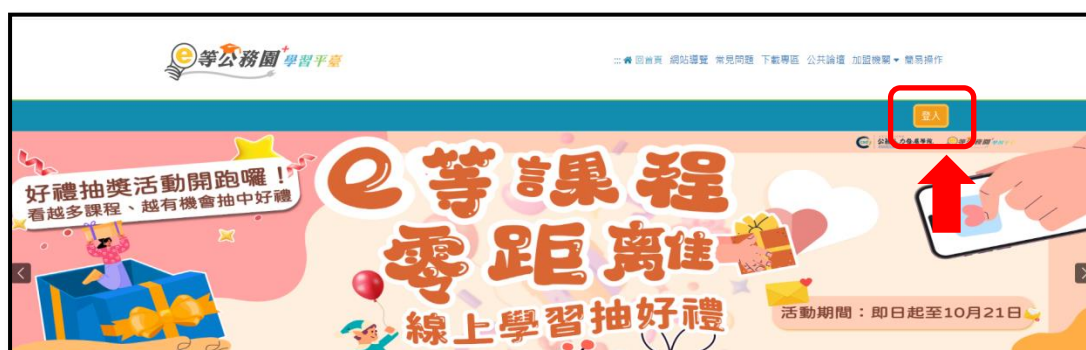 e等公務園+學習平臺
::: 回首頁 網站導覽 常見問題 下載專區 公共論壇 加盟機關 簡易操作
登入
好禮抽獎活動開跑囉！
看越多課程、越有機會抽中好禮
e等課程
零距離
線上學習抽好禮
活動期間：即日起至10月21日